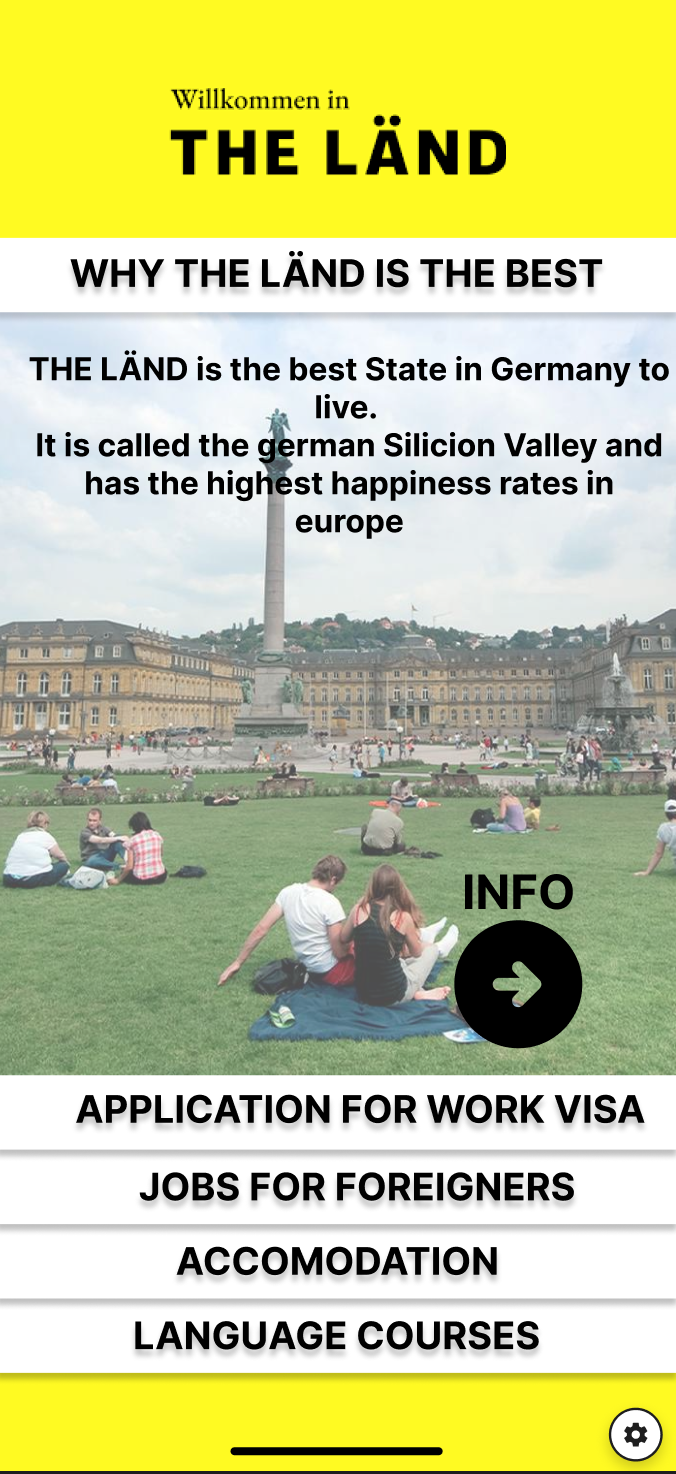 Willkommen in
THE LÄND
WHY THE LÄND IS THE BEST
THE LÄND is the best State in Germany to
live.
It is called the german Silicion Valley and
has the highest happiness rates in
europe
INFO
APPLICATION FOR WORK VISA
JOBS FOR FOREIGNERS
ACCOMODATION
LANGUAGE COURSES